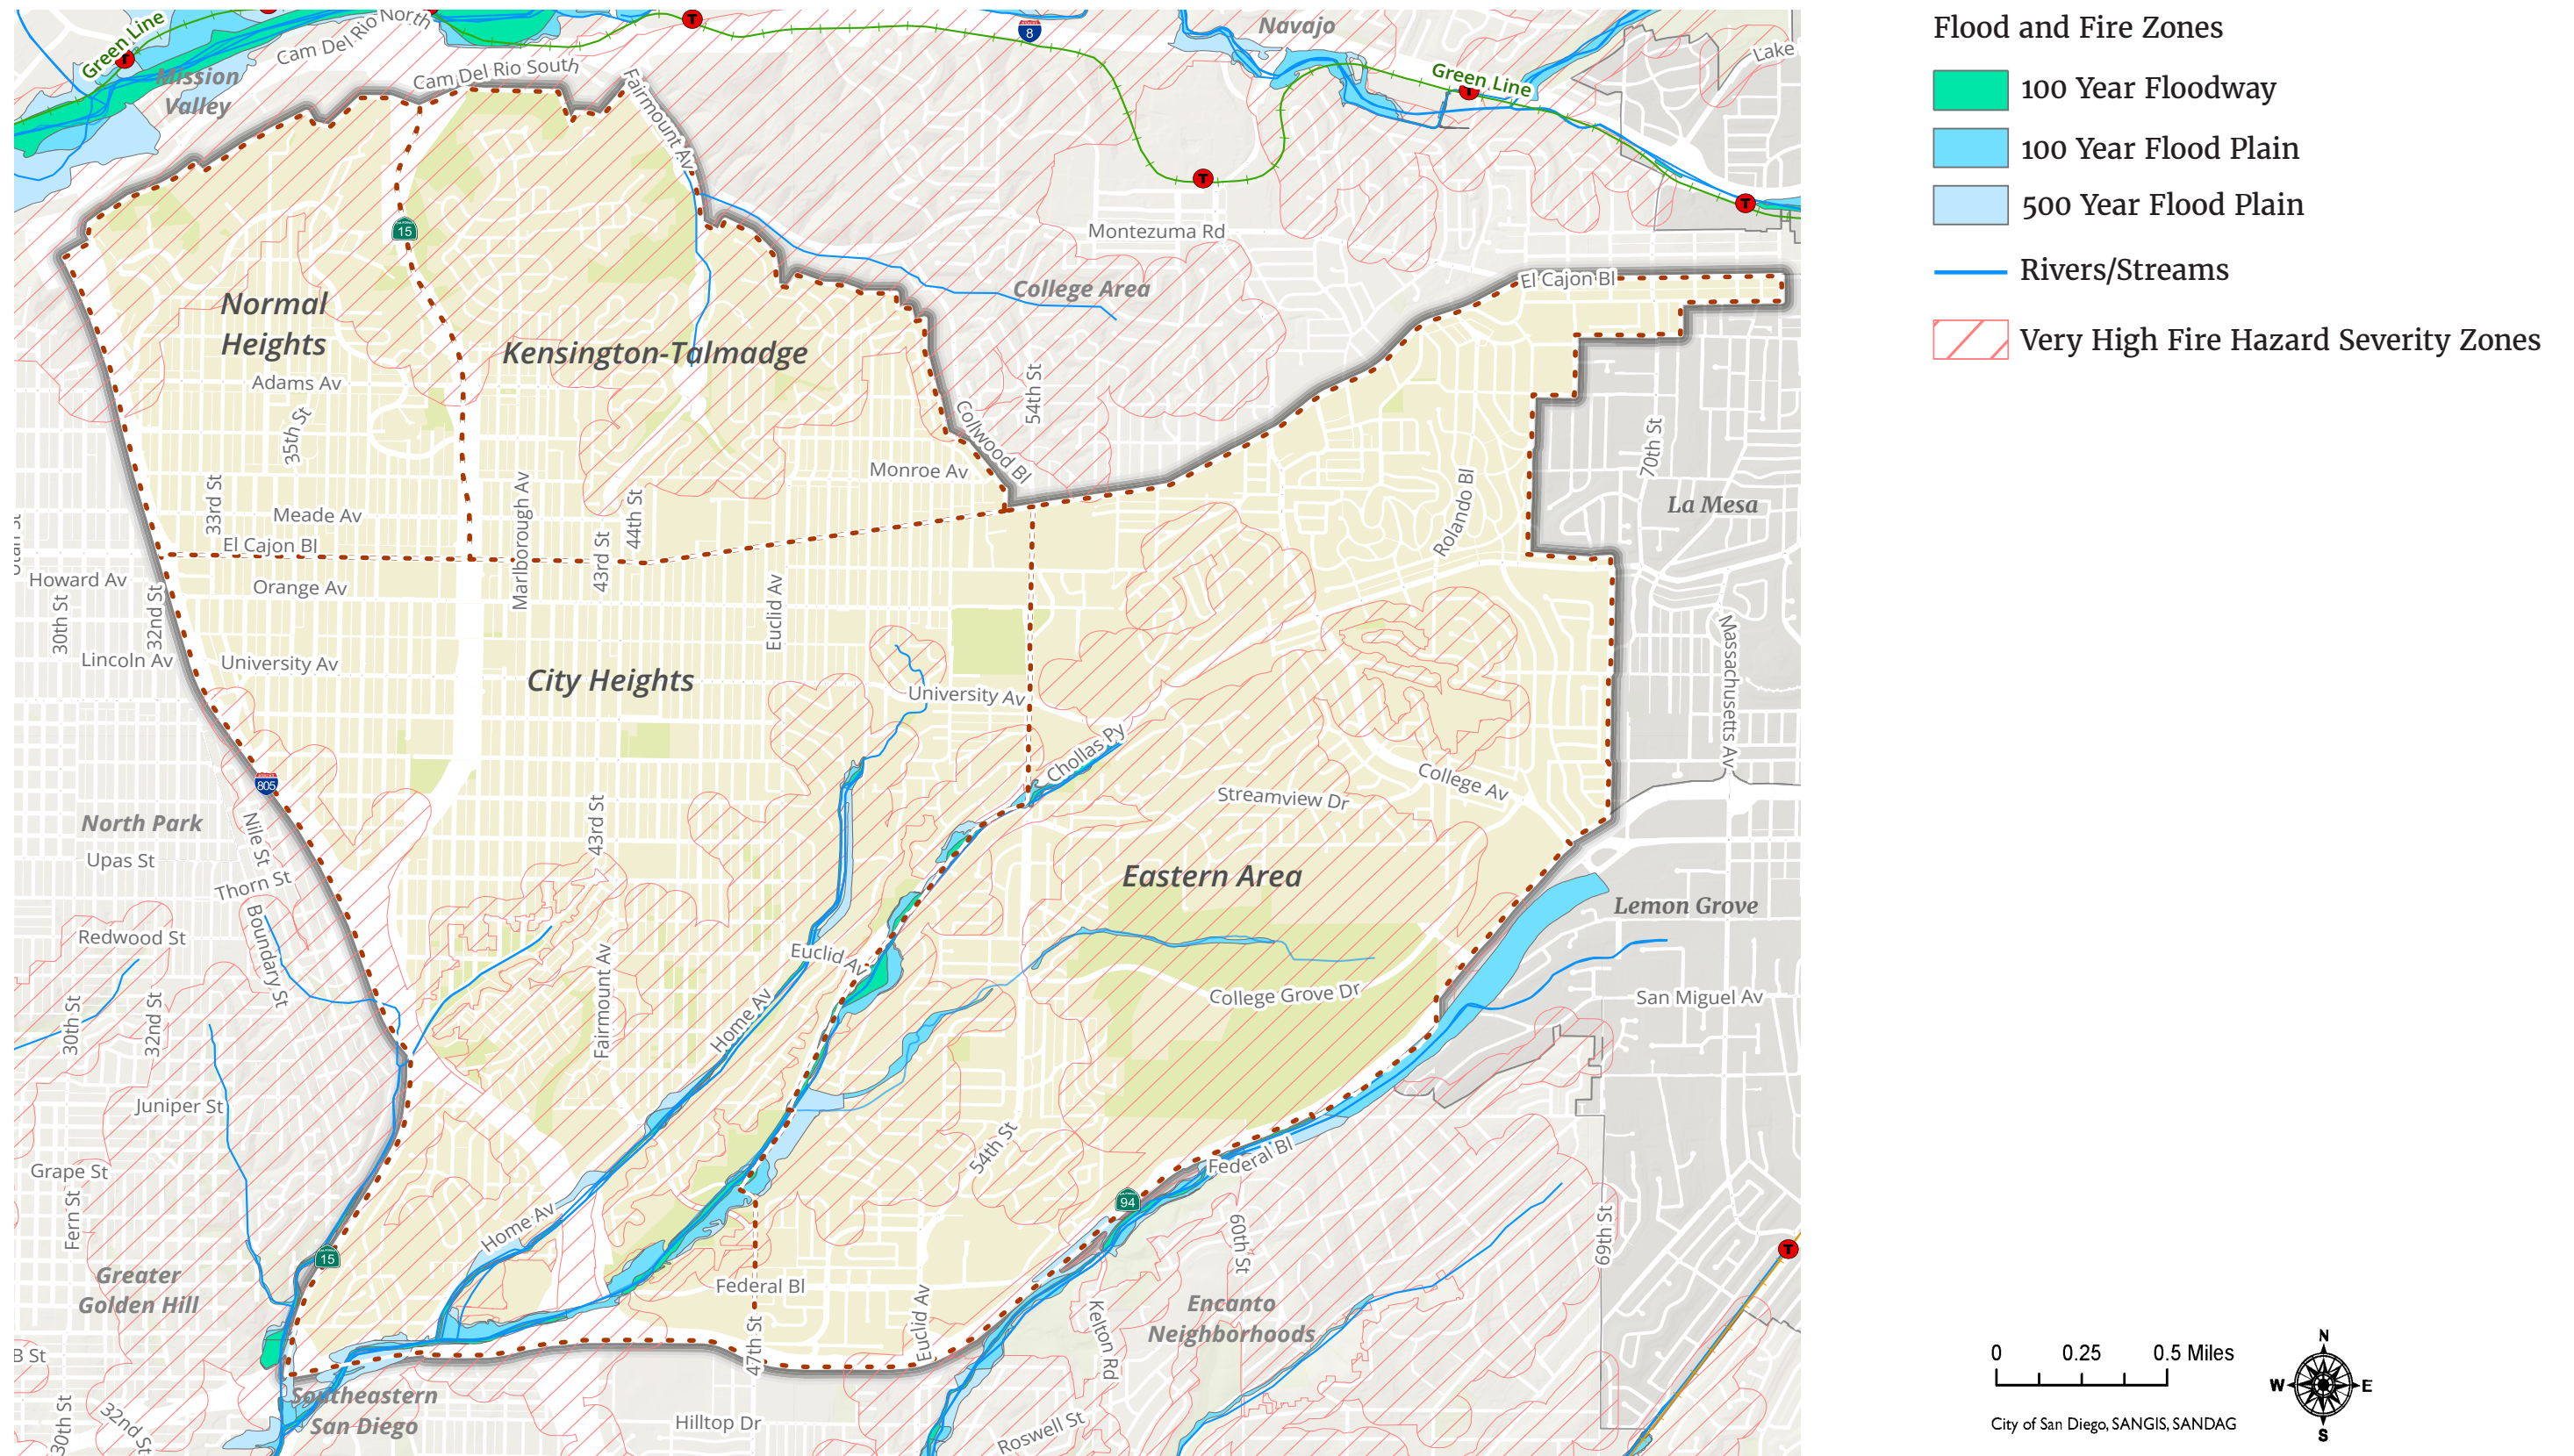 Flood and Fire Zones
100 Year Floodway
100 Year Flood Plain
500 Year Flood Plain
Rivers/Streams
Very High Fire Hazard Severity Zones
Green Line
Mission
Valley
Cam Del Rio North
Cam Del Rio South
Fairmount Av
T
T
T
T
T
T
8
Navajo
Green Line
Lake
15
Montezuma Rd
College Area
El Cajon Bl
Normal
Heights
Kensington-Talmadge
Adams Av
35th St
33rd St
Meade Av
El Cajon Bl
Marlborough Av
43rd St
44th St
Monroe Av
Collwood Bl
54th St
Rolando Bl
70th St
La Mesa
Howard Av
30th St
32nd St
Lincoln Av
Orange Av
University Av
Euclid Av
City Heights
University Av
Massachusetts Av
805
North Park
Upas St
Nile St
Thorn St
Boundary St
Redwood St
43rd St
Chollas Py
Streamview Dr
College Av
Eastern Area
Lemon Grove
Euclid Av
Home Av
Fairmount Av
College Grove Dr
San Miguel Av
30th St
32nd St
Juniper St
Grape St
Fern St
54th St
Federal Bl
94
60th St
69th St
Home Av
15
Greater
Golden Hill
Federal Bl
47th St
Euclid Av
Kelton Rd
Encanto
Neighborhoods
B St
30th St
32nd St
Southeastern
San Diego
Hilltop Dr
Roswell St
0 0.25 0.5 Miles
N
W E
S
City of San Diego, SANGIS, SANDAG